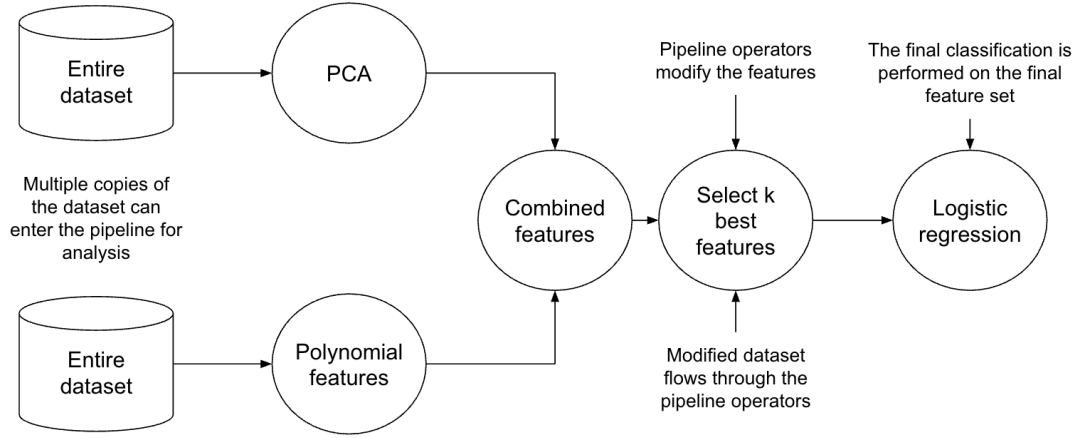 Entire
dataset
PCA
Pipeline operators
modify the features
The final classification is
performed on the final
feature set
Multiple copies of
the dataset can
enter the pipeline for
analysis
Combined
features
Select k
best
features
Logistic
regression
Entire
dataset
Polynomial
features
Modified dataset
flows through the
pipeline operators